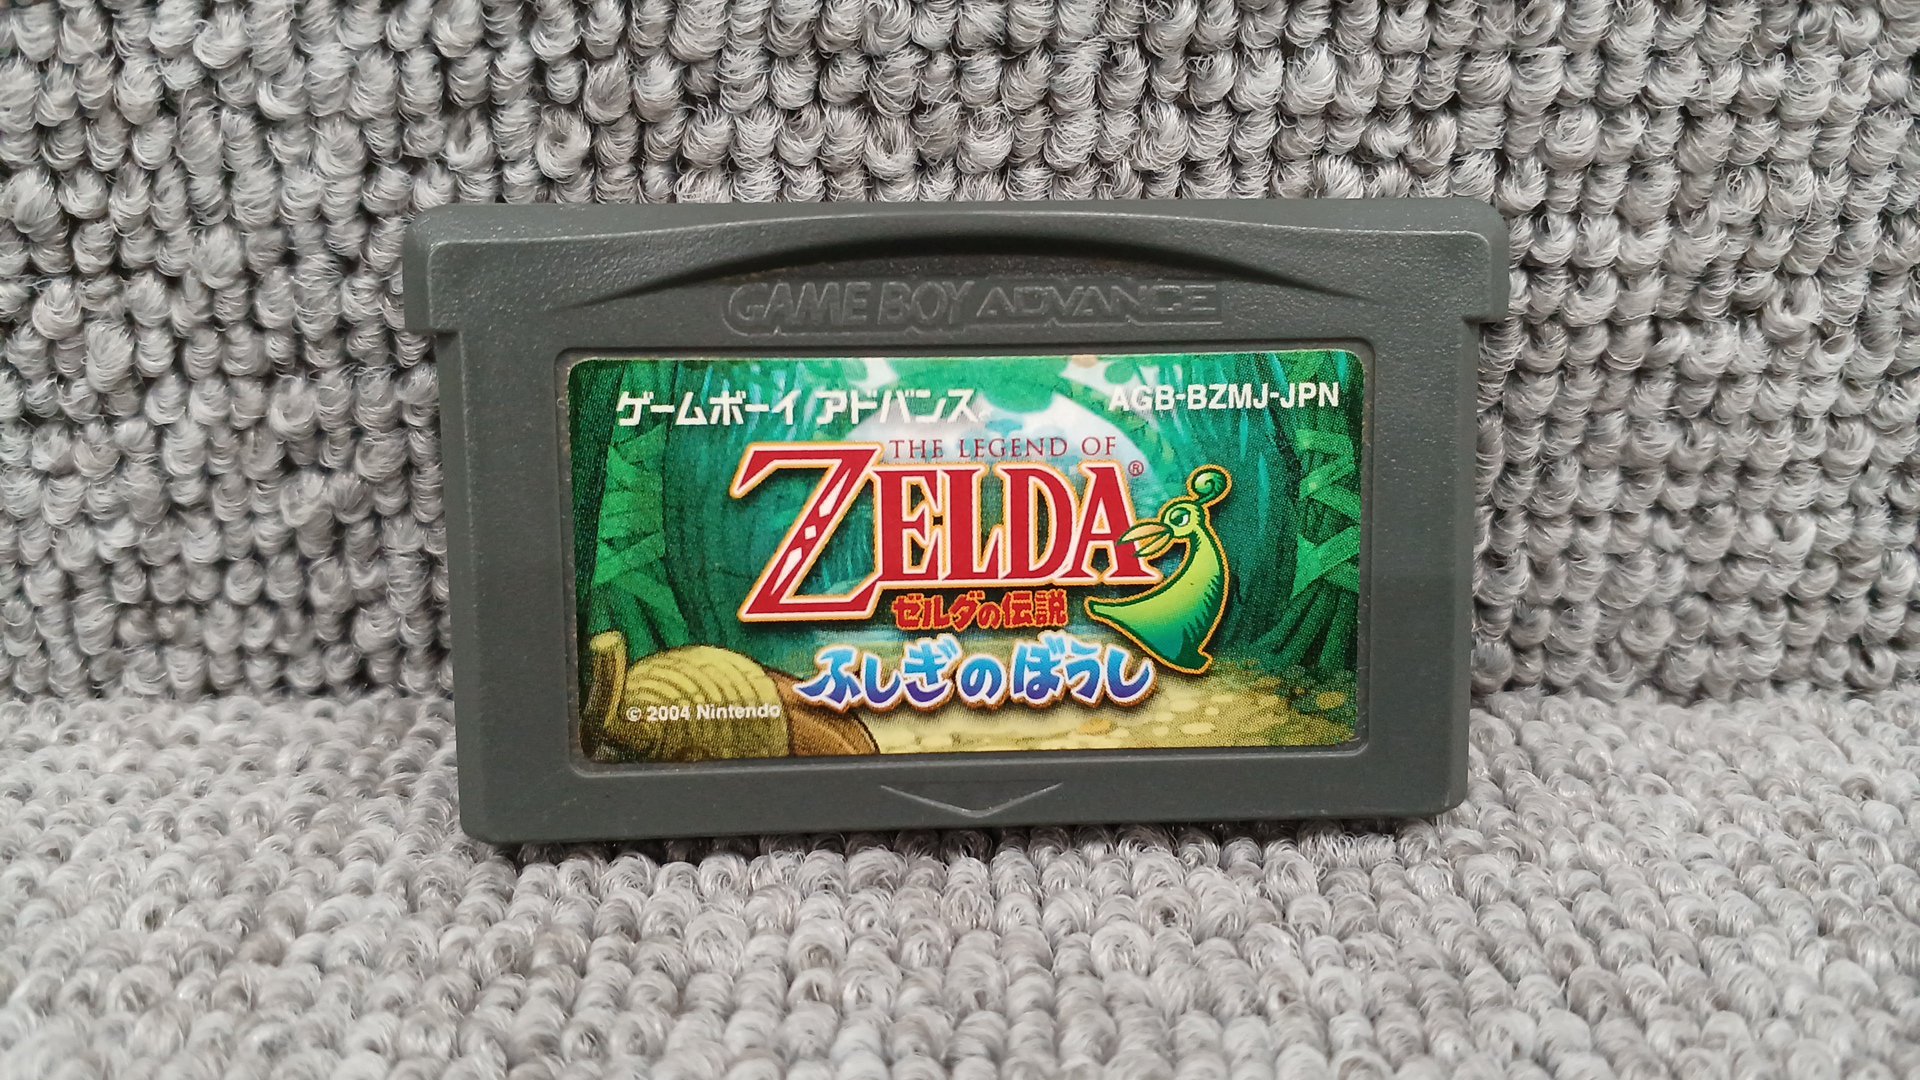 GAME BOY ADVANCE
ゲームボーイ アドバンス
AGB-BZMJ-JPN
THE LEGEND OF
ZELDA®
ゼルダの伝説
ふしぎのぼうし
© 2004 Nintendo